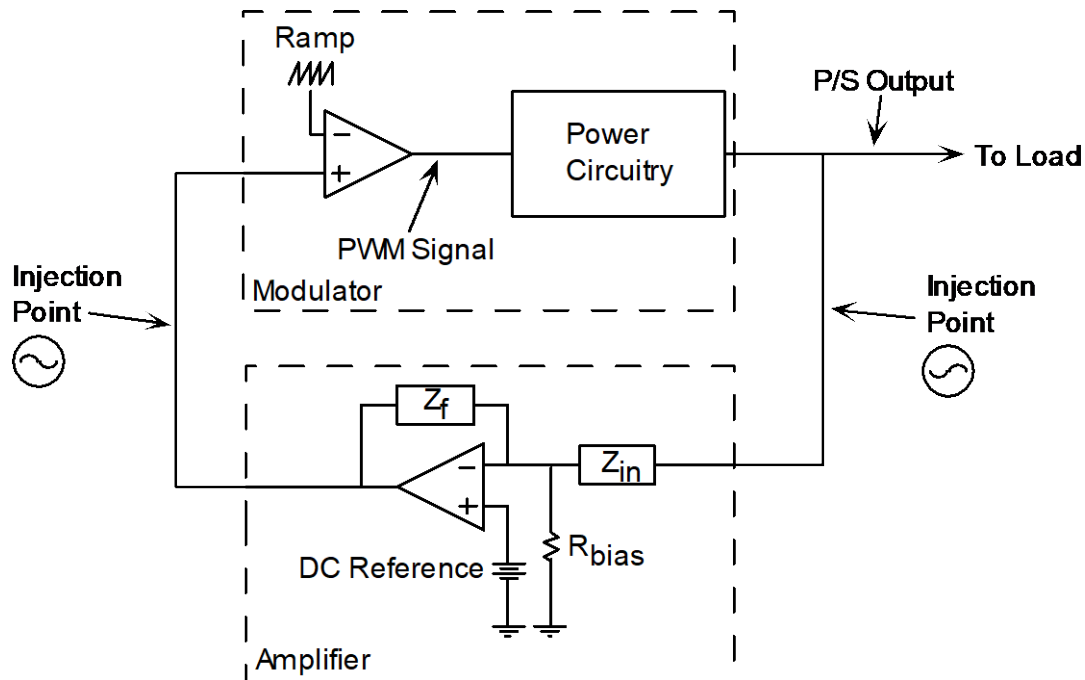 Ramp
P/S Output
−
+
Power
Circuitry
To Load
PWM Signal
Injection
Point
Modulator
Injection
Point
Zf
−
+
Zin
Rbias
DC Reference
Amplifier